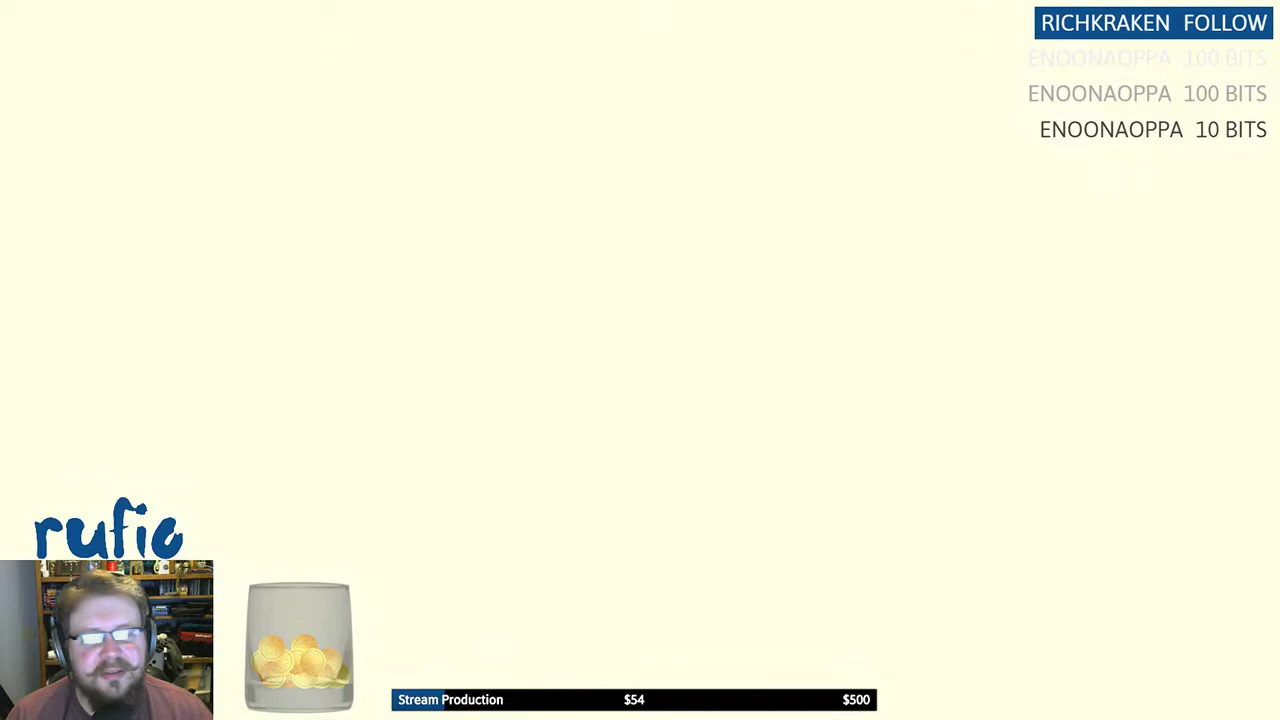 RICHKRAKEN FOLLOW
ENOONAOPPA 100 BITS
ENOONAOPPA 100 BITS
ENOONAOPPA 10 BITS
rufio
Stream Production $54 $500